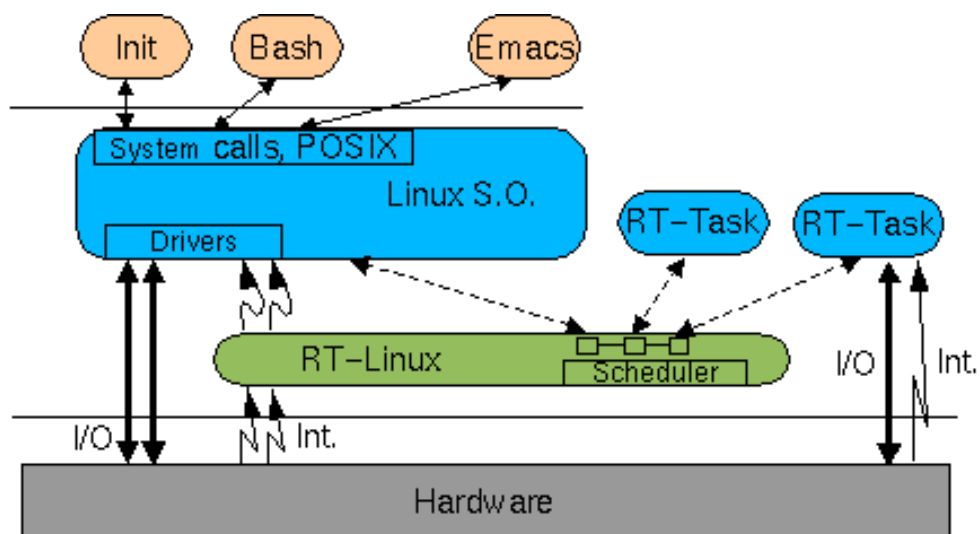 Init
Bash
Emacs
System calls, POSIX
Linux S.O.
Drivers
RT-Task
RT-Task
RT-Linux
Scheduler
I/O
Int.
I/O
Int.
Hardware